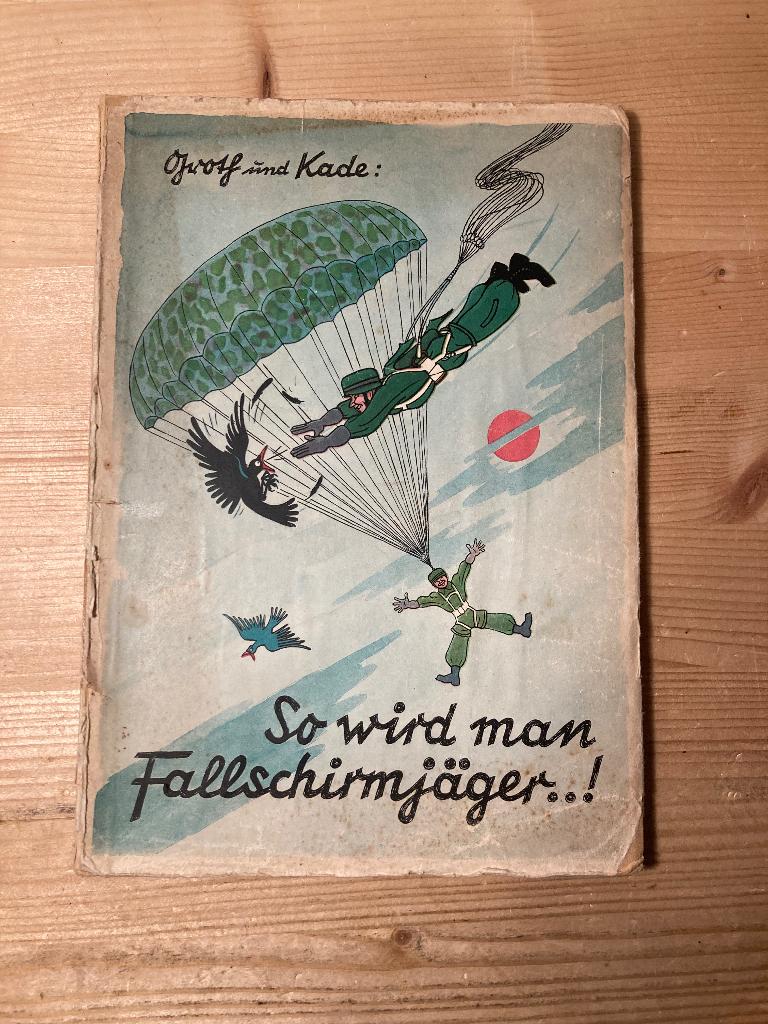 Groth und Kade:
So wird man
Fallschirmjäger...!